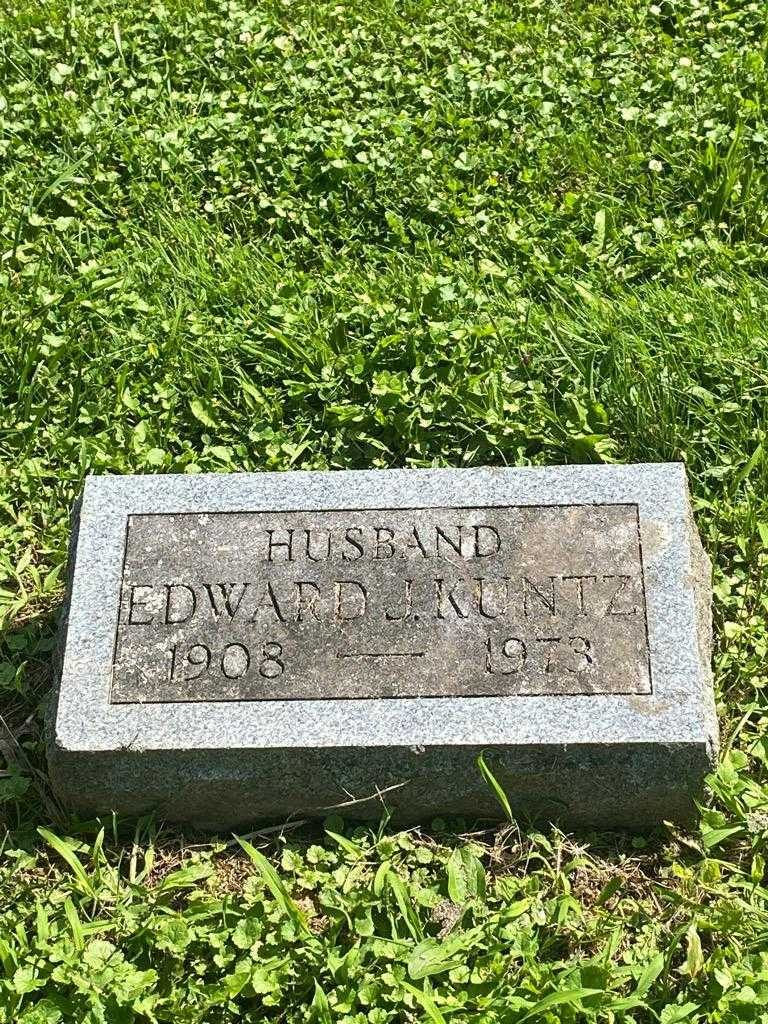 HUSBAND
EDWARD J. KUNTZ
1908 — 1973